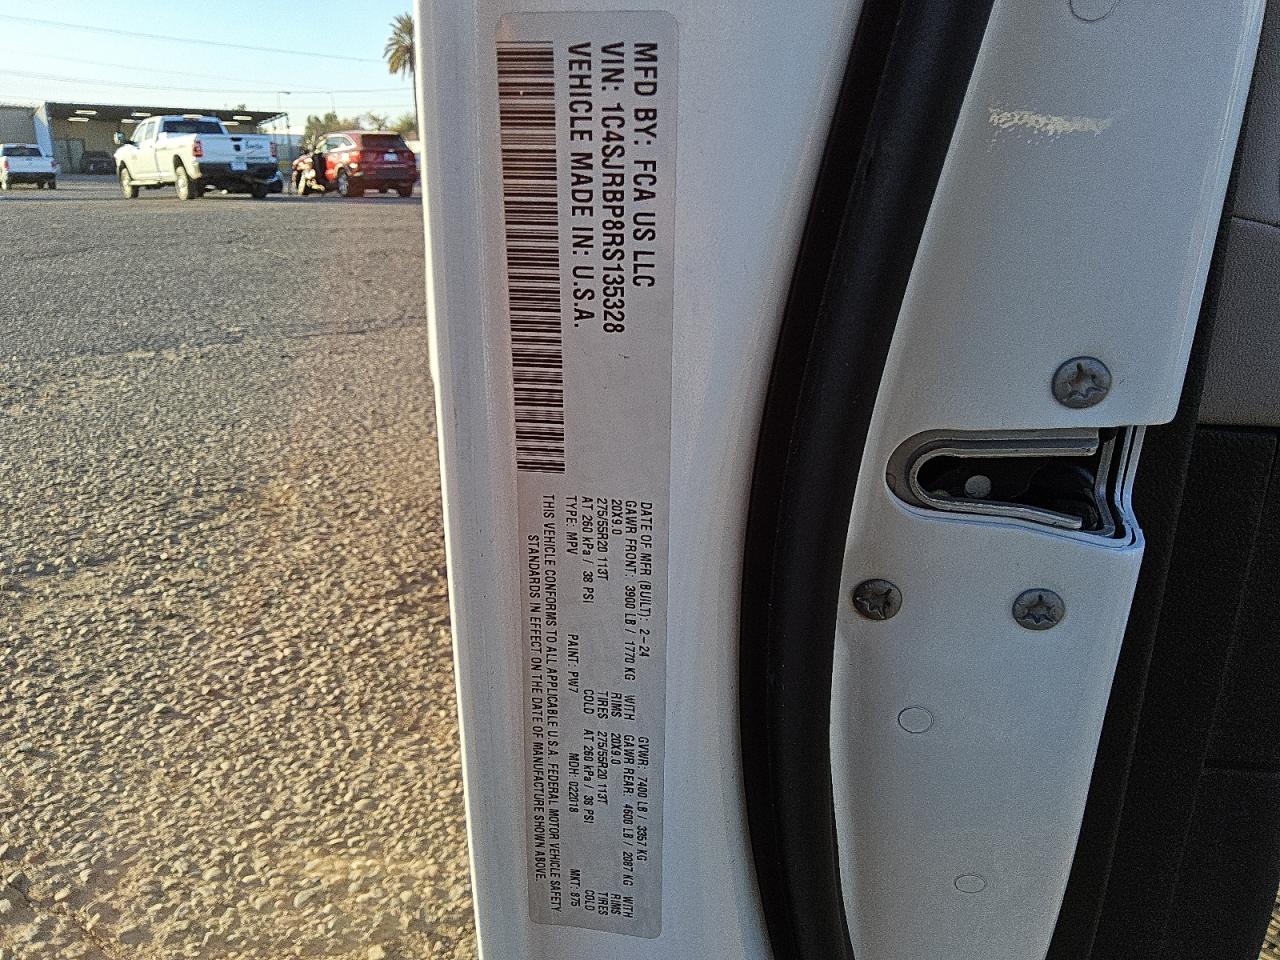 MFD BY: FCA US LLC
VIN: 1C4SJRBP8RS135328
VEHICLE MADE IN: U.S.A.
DATE OF MFR (BUILT): 2-24 GVWR: 7400 LB / 3357 KG
GAWR FRONT: 3900 LB / 1770 KG WITH GAWR REAR: 4600 LB / 2087 KG WITH
20X9.0 RIMS 20X9.0 RIMS
275/55R20 113T TIRES 275/55R20 113T TIRES
AT 260 kPa / 38 PSI COLD AT 260 kPa / 38 PSI COLD
TYPE: MPV PAINT: PW7 MDH: 022018 MKT: 875
THIS VEHICLE CONFORMS TO ALL APPLICABLE U.S.A. FEDERAL MOTOR VEHICLE SAFETY
STANDARDS IN EFFECT ON THE DATE OF MANUFACTURE SHOWN ABOVE.